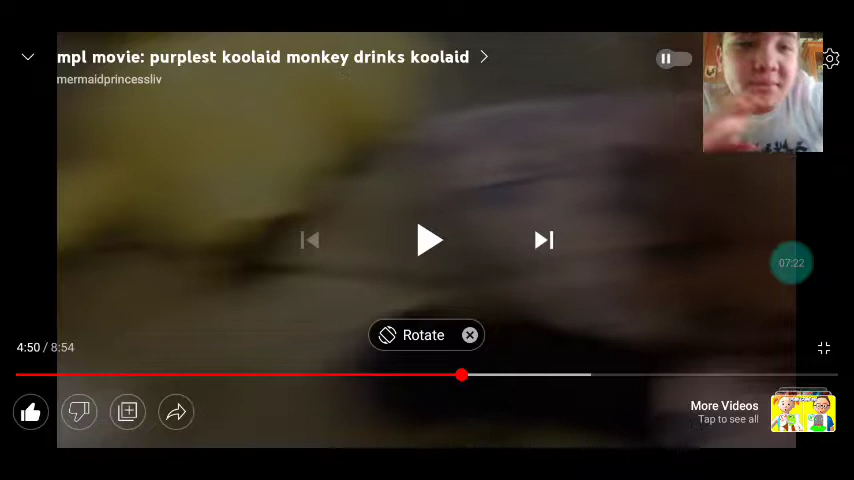 mpl movie: purplest koolaid monkey drinks koolaid
mermaidprincessliv
07:22
Rotate
4:50 / 8:54
More Videos
Tap to see all